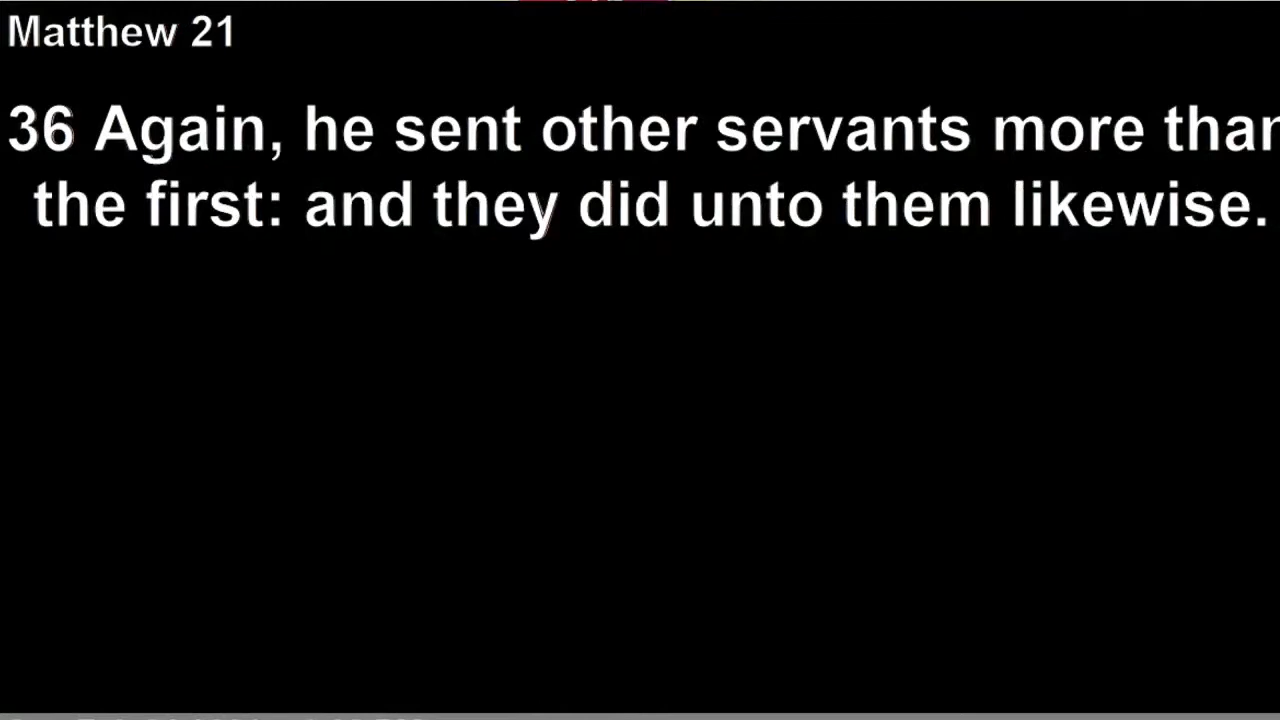 Matthew 21
36 Again, he sent other servants more than
the first: and they did unto them likewise.